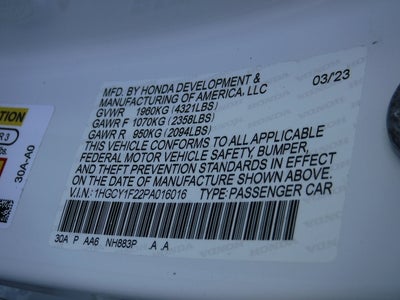 MFD. BY HONDA DEVELOPMENT &
MANUFACTURING OF AMERICA, LLC 03/23
GVWR 1960KG (4321LBS)
GAWR F 1070KG (2358LBS)
GAWR R 950KG (2094LBS)
THIS VEHICLE CONFORMS TO ALL APPLICABLE
FEDERAL MOTOR VEHICLE SAFETY, BUMPER,
AND THEFT PREVENTION STANDARDS IN EFFECT
ON THE DATE OF MANUFACTURE SHOWN ABOVE.
V.I.N.: 1HGCY1F22PA016016 TYPE: PASSENGER CAR
30A P AA6 NH883P .A .A
30A-A0